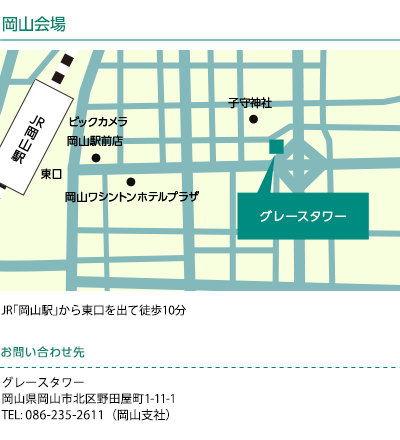 岡山会場
子守神社
ビックカメラ
岡山駅前店
JR岡山駅
東口
岡山ワシントンホテルプラザ
グレースタワー
JR「岡山駅」から東口を出て徒歩10分
お問い合わせ先
グレースタワー
岡山県岡山市北区野田屋町1-11-1
TEL: 086-235-2611（岡山支社）